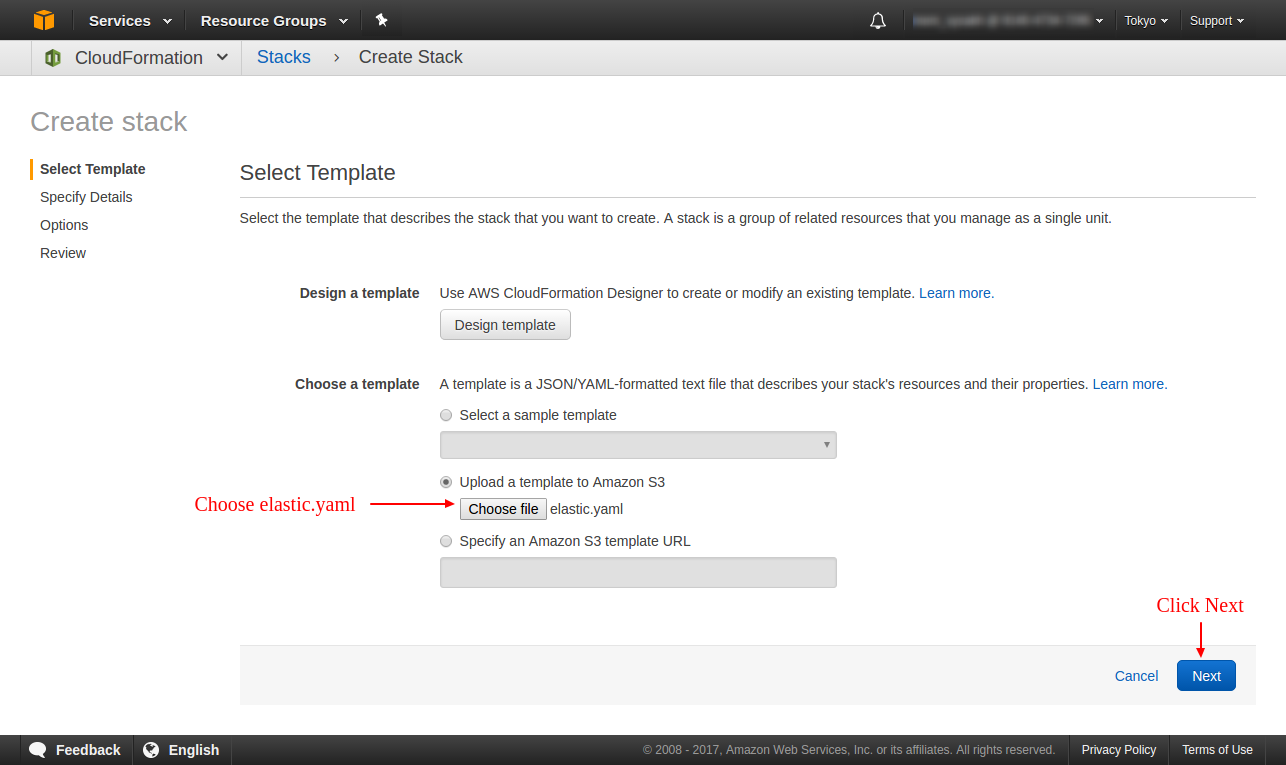 Services Resource Groups Tokyo Support
CloudFormation Stacks › Create Stack
Create stack
Select Template
Specify Details
Options
Review
Select Template
Select the template that describes the stack that you want to create. A stack is a group of related resources that you manage as a single unit.
Design a template Use AWS CloudFormation Designer to create or modify an existing template. Learn more.
Design template
Choose a template A template is a JSON/YAML-formatted text file that describes your stack's resources and their properties. Learn more.
Select a sample template
Upload a template to Amazon S3
Choose elastic.yaml Choose file elastic.yaml
Specify an Amazon S3 template URL
Click Next
Cancel Next
Feedback English © 2008 - 2017, Amazon Web Services, Inc. or its affiliates. All rights reserved. Privacy Policy Terms of Use